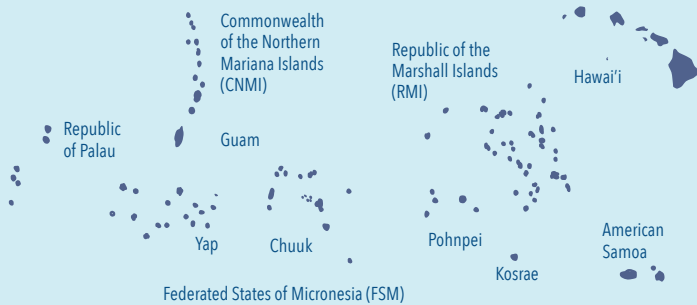 Commonwealth
of the Northern
Mariana Islands
(CNMI)
Republic of the
Marshall Islands
(RMI)
Hawai‘i
Republic
of Palau
Guam
Yap
Chuuk
Pohnpei
Kosrae
American
Samoa
Federated States of Micronesia (FSM)